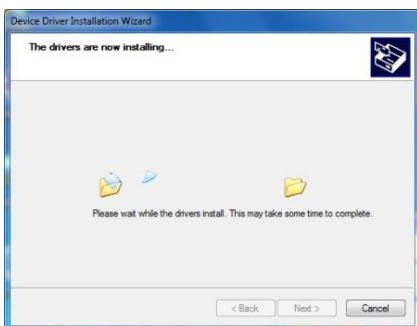 Device Driver Installation Wizard
The drivers are now installing...
Please wait while the drivers install. This may take some time to complete.
< Back
Next >
Cancel